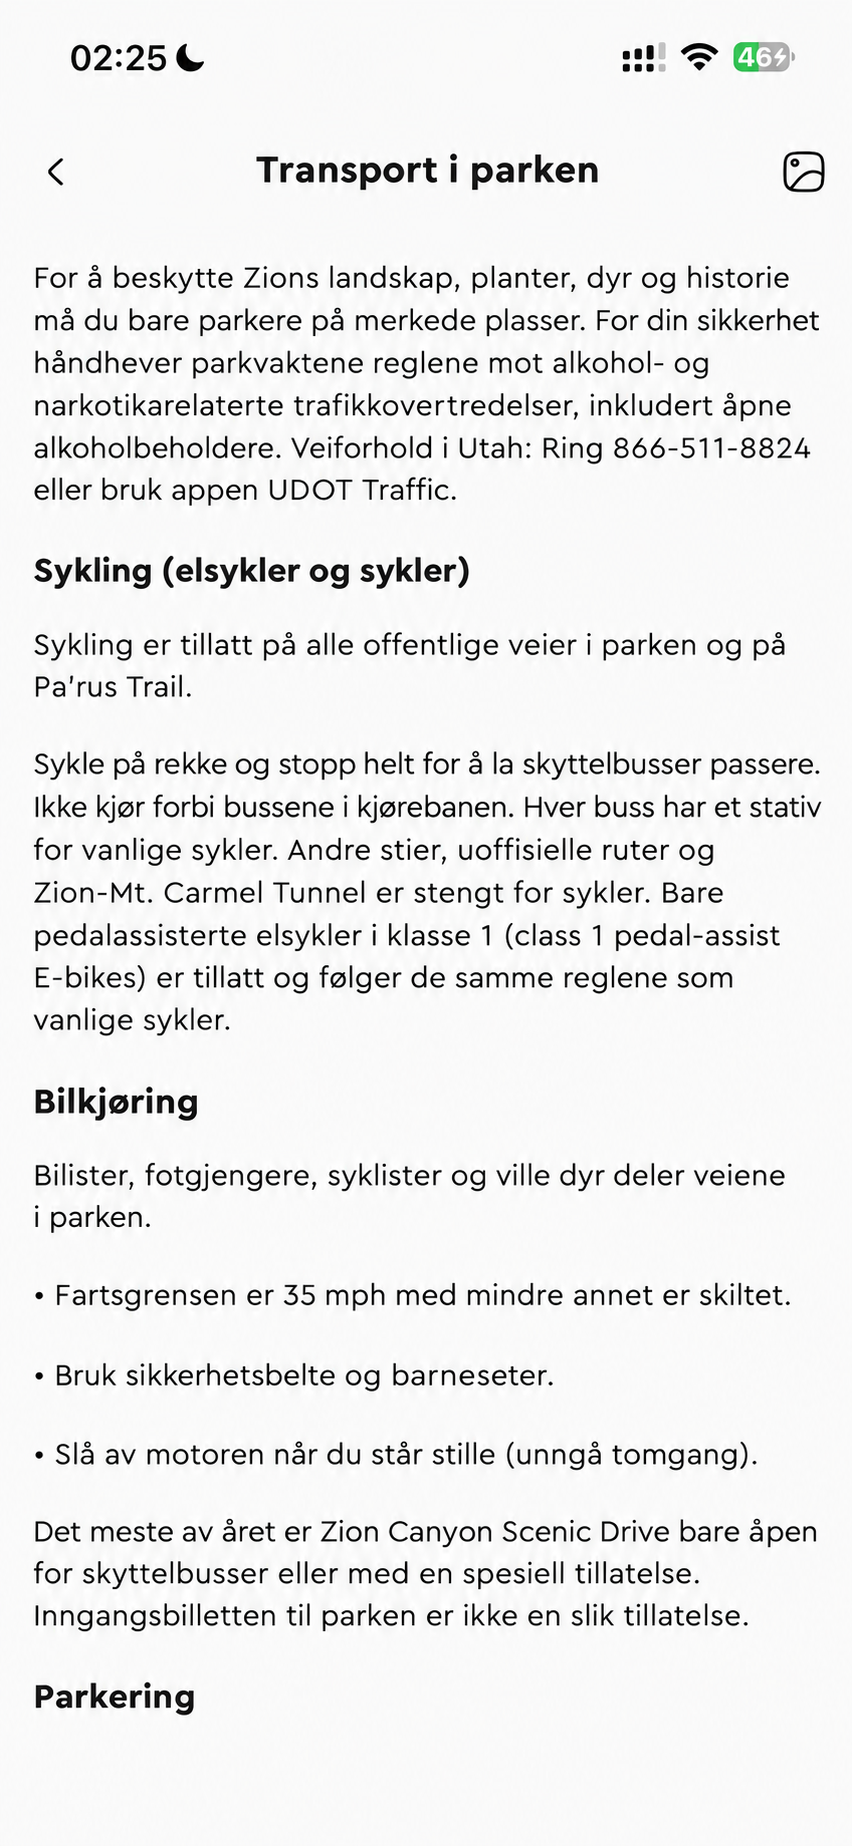 02:25
46
Transport i parken
For å beskytte Zions landskap, planter, dyr og historie
må du bare parkere på merkede plasser. For din sikkerhet
håndhever parkvaktene reglene mot alkohol- og
narkotikarelaterte trafikkovertredelser, inkludert åpne
alkoholbeholdere. Veiforhold i Utah: Ring 866-511-8824
eller bruk appen UDOT Traffic.
Sykling (elsykler og sykler)
Sykling er tillatt på alle offentlige veier i parken og på
Pa'rus Trail.
Sykle på rekke og stopp helt for å la skyttelbusser passere.
Ikke kjør forbi bussene i kjørebanen. Hver buss har et stativ
for vanlige sykler. Andre stier, uoffisielle ruter og
Zion-Mt. Carmel Tunnel er stengt for sykler. Bare
pedalassisterte elsykler i klasse 1 (class 1 pedal-assist
E-bikes) er tillatt og følger de samme reglene som
vanlige sykler.
Bilkjøring
Bilister, fotgjengere, syklister og ville dyr deler veiene
i parken.
• Fartsgrensen er 35 mph med mindre annet er skiltet.
• Bruk sikkerhetsbelte og barneseter.
• Slå av motoren når du står stille (unngå tomgang).
Det meste av året er Zion Canyon Scenic Drive bare åpen
for skyttelbusser eller med en spesiell tillatelse.
Inngangsbilletten til parken er ikke en slik tillatelse.
Parkering